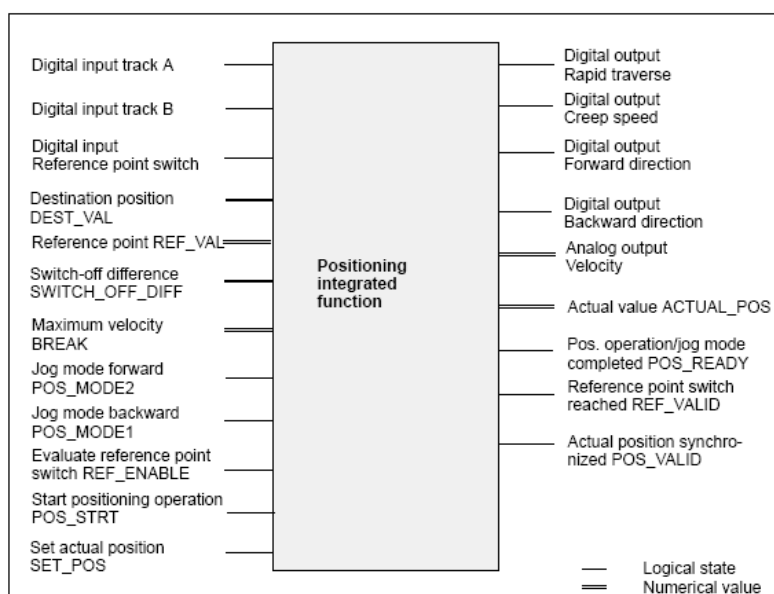 Digital input track A
Digital input track B
Digital input
Reference point switch
Destination position
DEST_VAL
Reference point REF_VAL
Switch-off difference
SWITCH_OFF_DIFF
Maximum velocity
BREAK
Jog mode forward
POS_MODE2
Jog mode backward
POS_MODE1
Evaluate reference point
switch REF_ENABLE
Start positioning operation
POS_STRT
Set actual position
SET_POS
Positioning
integrated
function
Digital output
Rapid traverse
Digital output
Creep speed
Digital output
Forward direction
Digital output
Backward direction
Analog output
Velocity
Actual value ACTUAL_POS
Pos. operation/jog mode
completed POS_READY
Reference point switch
reached REF_VALID
Actual position synchro-
nized POS_VALID
Logical state
Numerical value